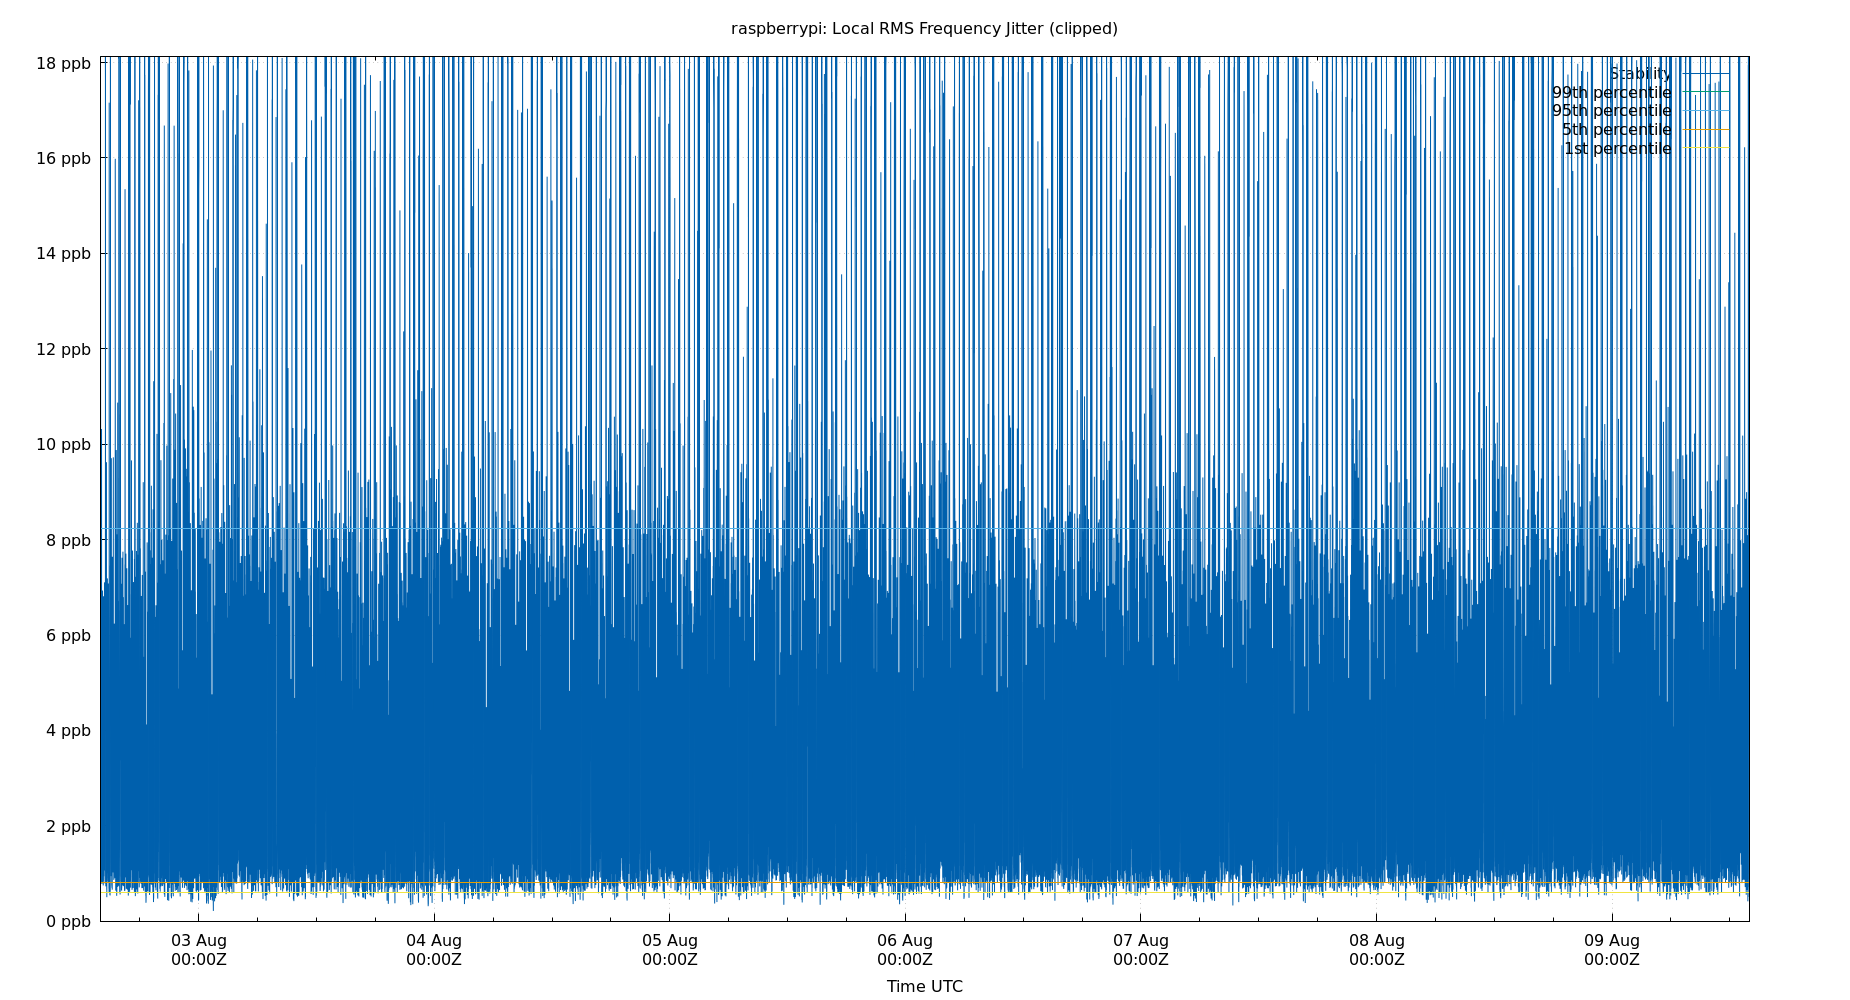 raspberrypi: Local RMS Frequency Jitter (clipped)
18 ppb
16 ppb
14 ppb
12 ppb
10 ppb
8 ppb
6 ppb
4 ppb
2 ppb
0 ppb
Stability
99th percentile
95th percentile
5th percentile
1st percentile
03 Aug 04 Aug 05 Aug 06 Aug 07 Aug 08 Aug 09 Aug
00:00Z 00:00Z 00:00Z 00:00Z 00:00Z 00:00Z 00:00Z
Time UTC